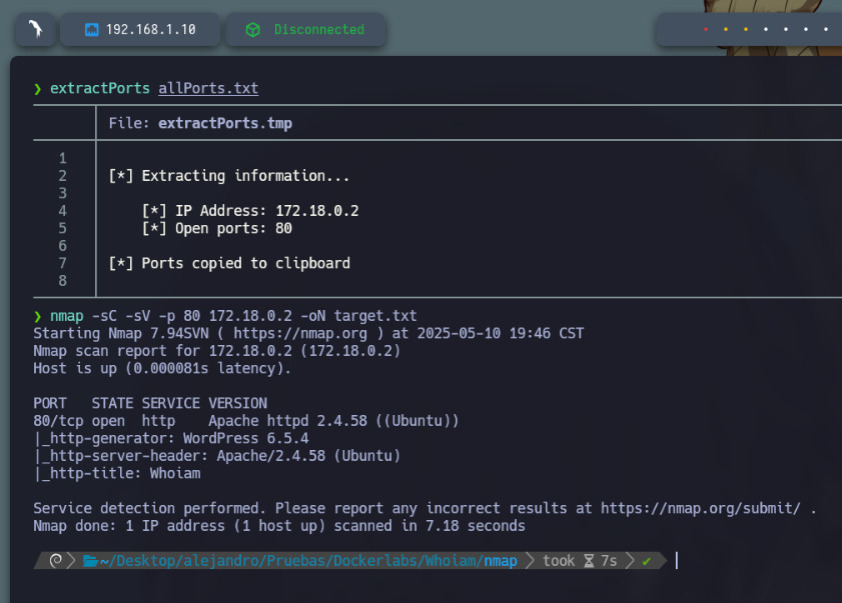 192.168.1.10 Disconnected
❯ extractPorts allPorts.txt
File: extractPorts.tmp
1
2 [*] Extracting information...
3
4 [*] IP Address: 172.18.0.2
5 [*] Open ports: 80
6
7 [*] Ports copied to clipboard
8
❯ nmap -sC -sV -p 80 172.18.0.2 -oN target.txt
Starting Nmap 7.94SVN ( https://nmap.org ) at 2025-05-10 19:46 CST
Nmap scan report for 172.18.0.2 (172.18.0.2)
Host is up (0.000081s latency).
PORT STATE SERVICE VERSION
80/tcp open http Apache httpd 2.4.58 ((Ubuntu))
|_http-generator: WordPress 6.5.4
|_http-server-header: Apache/2.4.58 (Ubuntu)
|_http-title: Whoiam
Service detection performed. Please report any incorrect results at https://nmap.org/submit/ .
Nmap done: 1 IP address (1 host up) scanned in 7.18 seconds
~/Desktop/alejandro/Pruebas/Dockerlabs/Whoiam/nmap took 7s ✔